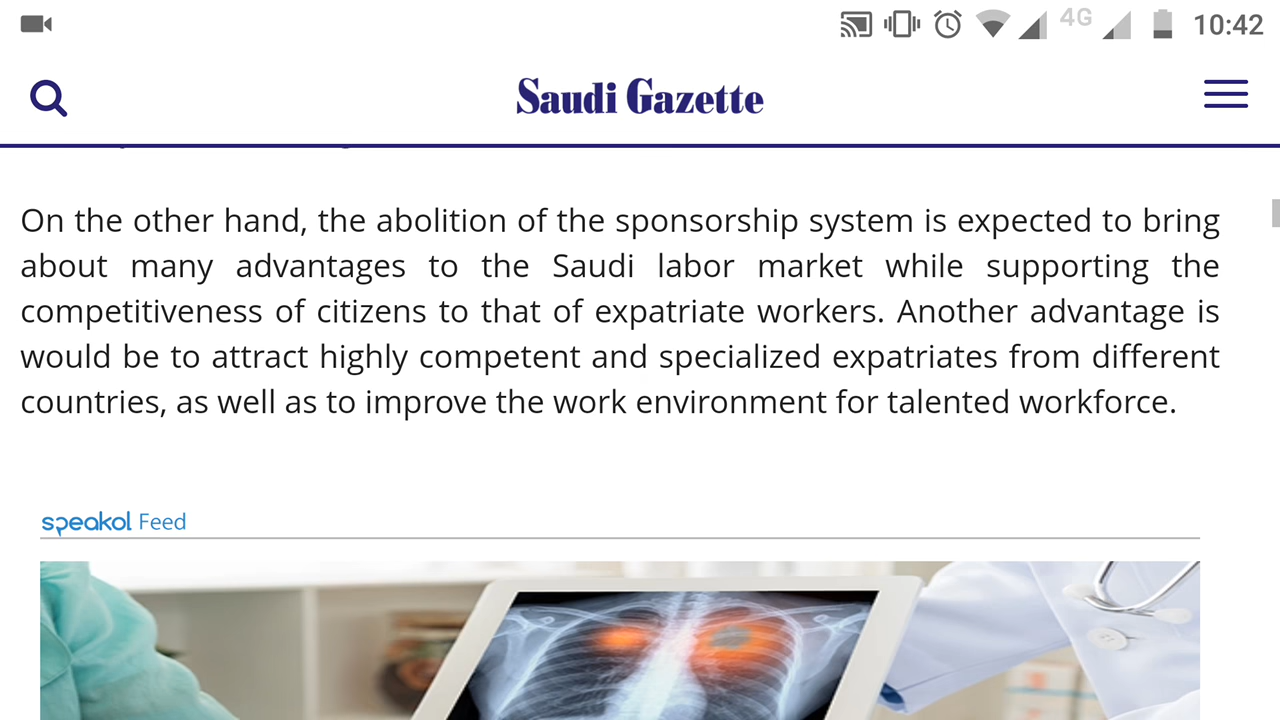 4G 10:42
Saudi Gazette
On the other hand, the abolition of the sponsorship system is expected to bring
about many advantages to the Saudi labor market while supporting the
competitiveness of citizens to that of expatriate workers. Another advantage is
would be to attract highly competent and specialized expatriates from different
countries, as well as to improve the work environment for talented workforce.
speakol Feed